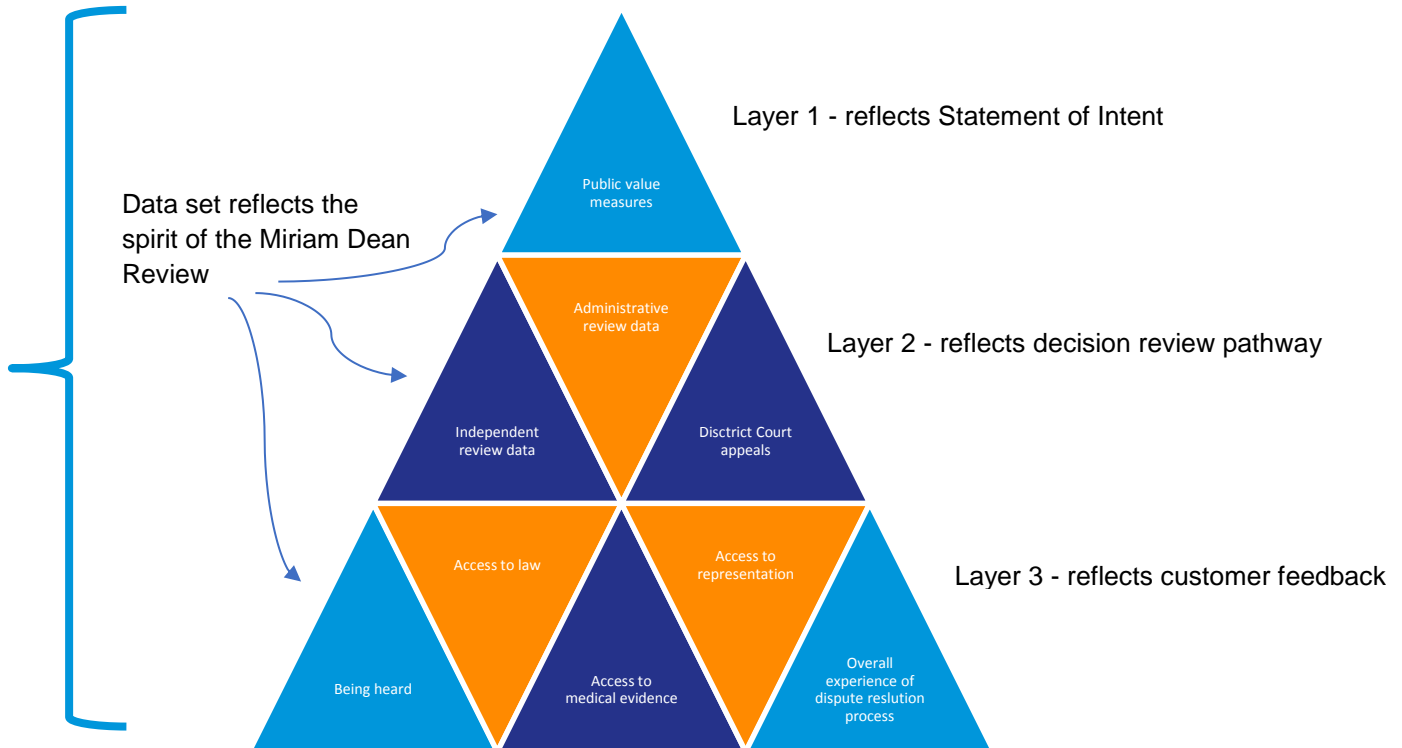 Layer 1 - reflects Statement of Intent
Public value
measures
Data set reflects the
spirit of the Miriam Dean
Review
Administrative
review data
Layer 2 - reflects decision review pathway
Independent
review data
Disctrict Court
appeals
Access to law
Access to
representation
Layer 3 - reflects customer feedback
Being heard
Access to
medical evidence
Overall
experience of
dispute reslution
process